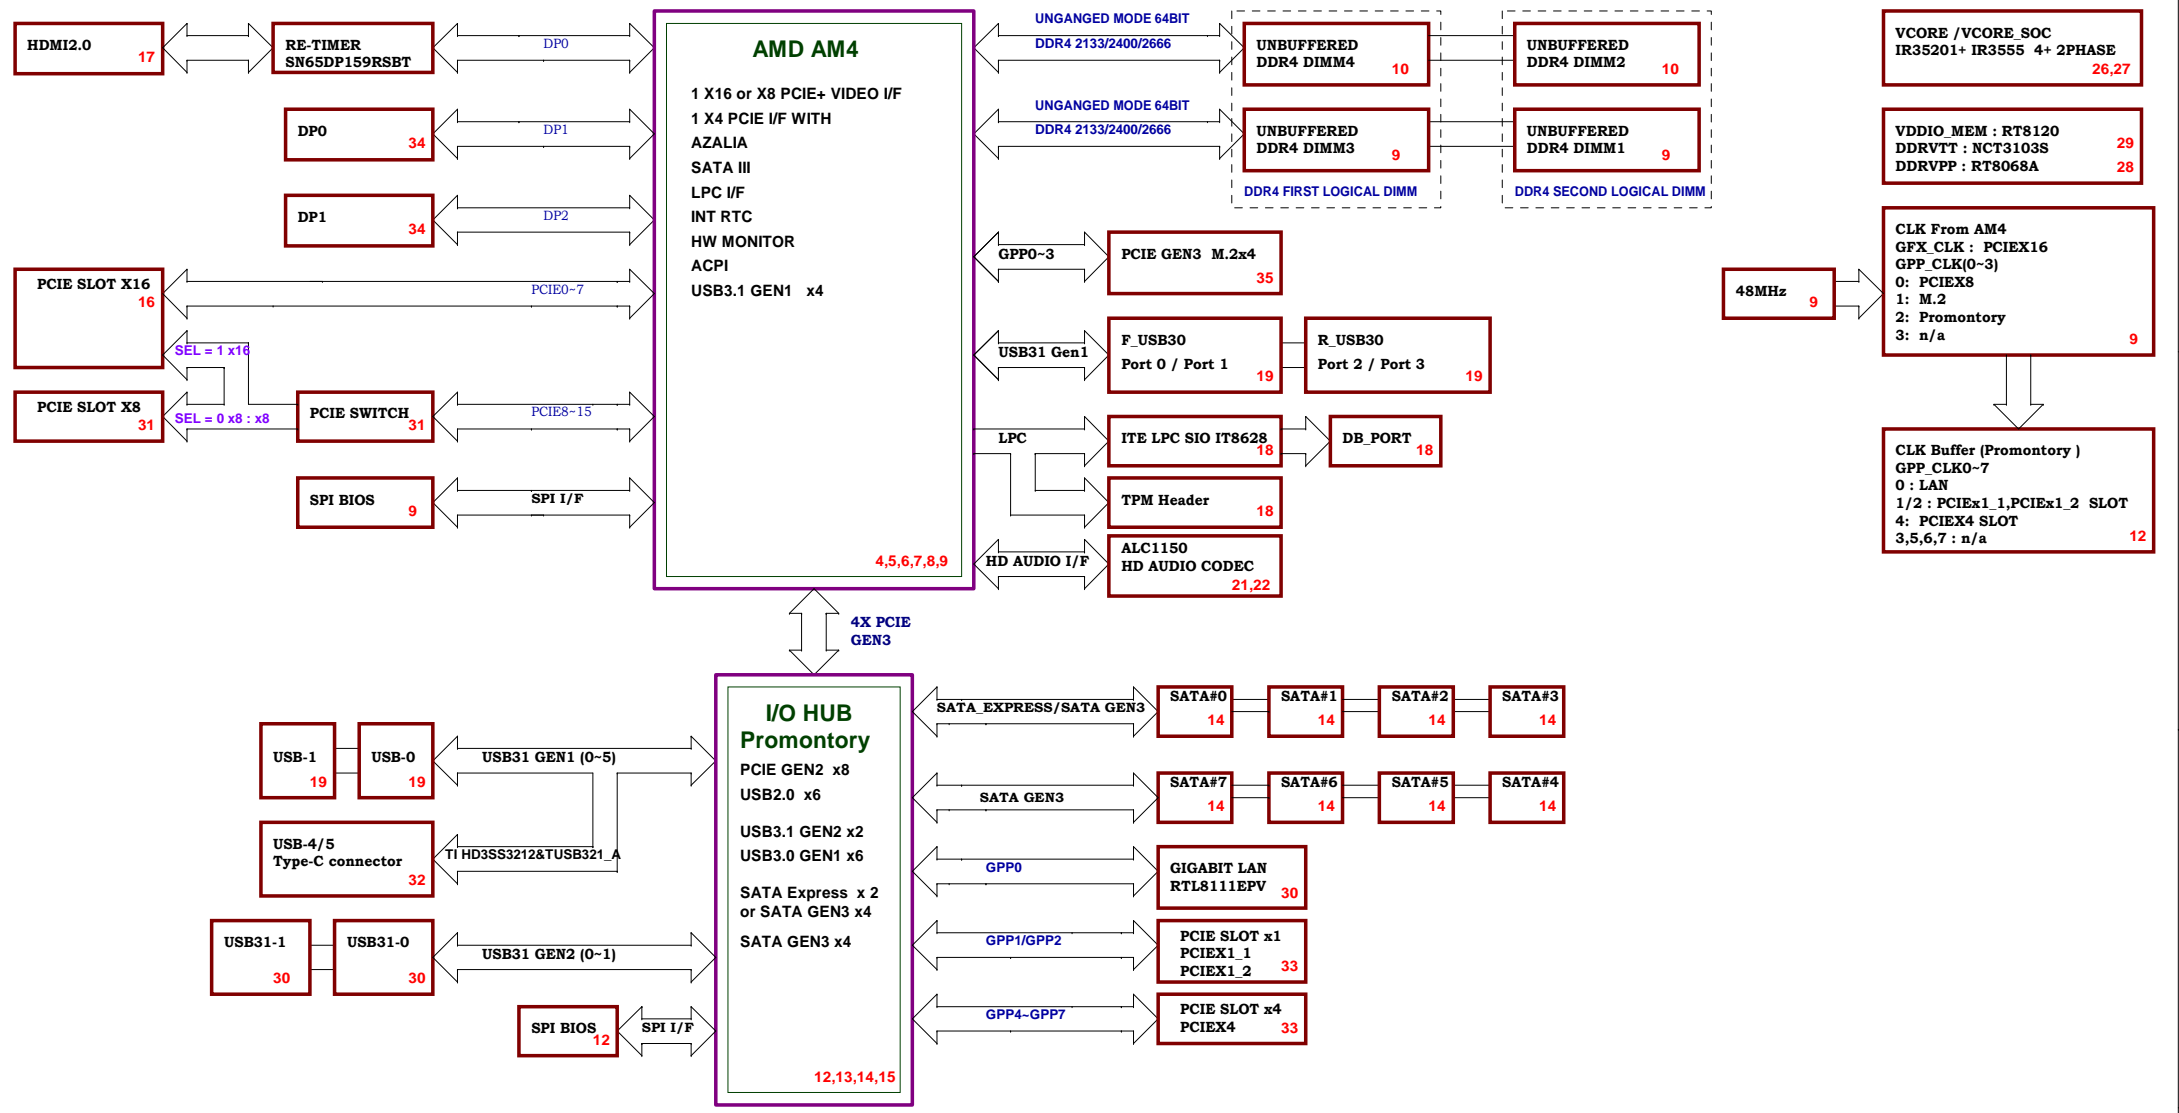 HDMI2.0
17
RE-TIMER
SN65DP159RSBT
DP0
DP0
34
DP1
DP1
34
DP2
PCIE SLOT X16
16
PCIE0~7
SEL = 1 x16
PCIE SLOT X8
31
SEL = 0 x8 : x8
PCIE SWITCH
31
PCIE8~15
SPI BIOS
9
SPI I/F
AMD AM4
1 X16 or X8 PCIE+ VIDEO I/F
1 X4 PCIE I/F WITH
AZALIA
SATA III
LPC I/F
INT RTC
HW MONITOR
ACPI
USB3.1 GEN1 x4
4,5,6,7,8,9
UNGANGED MODE 64BIT
DDR4 2133/2400/2666
UNBUFFERED
DDR4 DIMM4
10
UNBUFFERED
DDR4 DIMM2
10
UNGANGED MODE 64BIT
DDR4 2133/2400/2666
UNBUFFERED
DDR4 DIMM3
9
UNBUFFERED
DDR4 DIMM1
9
DDR4 FIRST LOGICAL DIMM
DDR4 SECOND LOGICAL DIMM
GPP0~3
PCIE GEN3 M.2x4
35
USB31 Gen1
F_USB30
Port 0 / Port 1
19
R_USB30
Port 2 / Port 3
19
LPC
ITE LPC SIO IT8628
18
DB_PORT
18
TPM Header
18
HD AUDIO I/F
ALC1150
HD AUDIO CODEC
21,22
VCORE /VCORE_SOC
IR35201+ IR3555 4+ 2PHASE
26,27
VDDIO_MEM : RT8120
29
DDRVTT : NCT3103S
DDRVPP : RT8068A
28
48MHz
9
CLK From AM4
GFX_CLK : PCIEX16
GPP_CLK(0~3)
0: PCIEX8
1: M.2
2: Promontory
3: n/a
9
CLK Buffer (Promontory )
GPP_CLK0~7
0 : LAN
1/2 : PCIEx1_1,PCIEx1_2 SLOT
4: PCIEX4 SLOT
3,5,6,7 : n/a
12
4X PCIE
GEN3
I/O HUB
Promontory
PCIE GEN2 x8
USB2.0 x6
USB3.1 GEN2 x2
USB3.0 GEN1 x6
SATA Express x 2
or SATA GEN3 x4
SATA GEN3 x4
12,13,14,15
USB-1
19
USB-0
19
USB31 GEN1 (0~5)
USB-4/5
Type-C connector
32
TI HD3SS3212&TUSB321_A
USB31-1
30
USB31-0
30
USB31 GEN2 (0~1)
SPI BIOS
12
SPI I/F
SATA_EXPRESS/SATA GEN3
SATA#0
14
SATA#1
14
SATA#2
14
SATA#3
14
SATA GEN3
SATA#7
14
SATA#6
14
SATA#5
14
SATA#4
14
GPP0
GIGABIT LAN
RTL8111EPV
30
GPP1/GPP2
PCIE SLOT x1
PCIEX1_1
PCIEX1_2
33
GPP4~GPP7
PCIE SLOT x4
PCIEX4
33